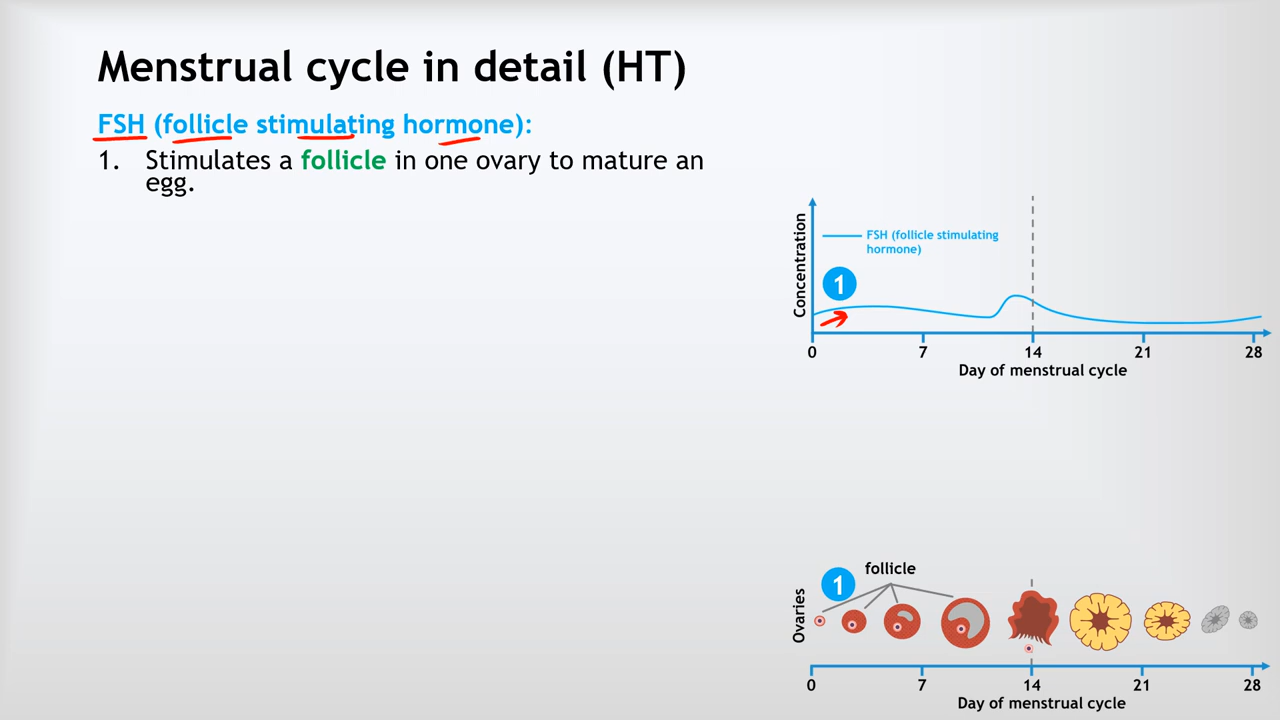 Menstrual cycle in detail (HT)
FSH (follicle stimulating hormone):
1. Stimulates a follicle in one ovary to mature an
egg.
Concentration
FSH (follicle stimulating
hormone)
1
0 7 14 21 28
Day of menstrual cycle
Ovaries
1
follicle
0 7 14 21 28
Day of menstrual cycle